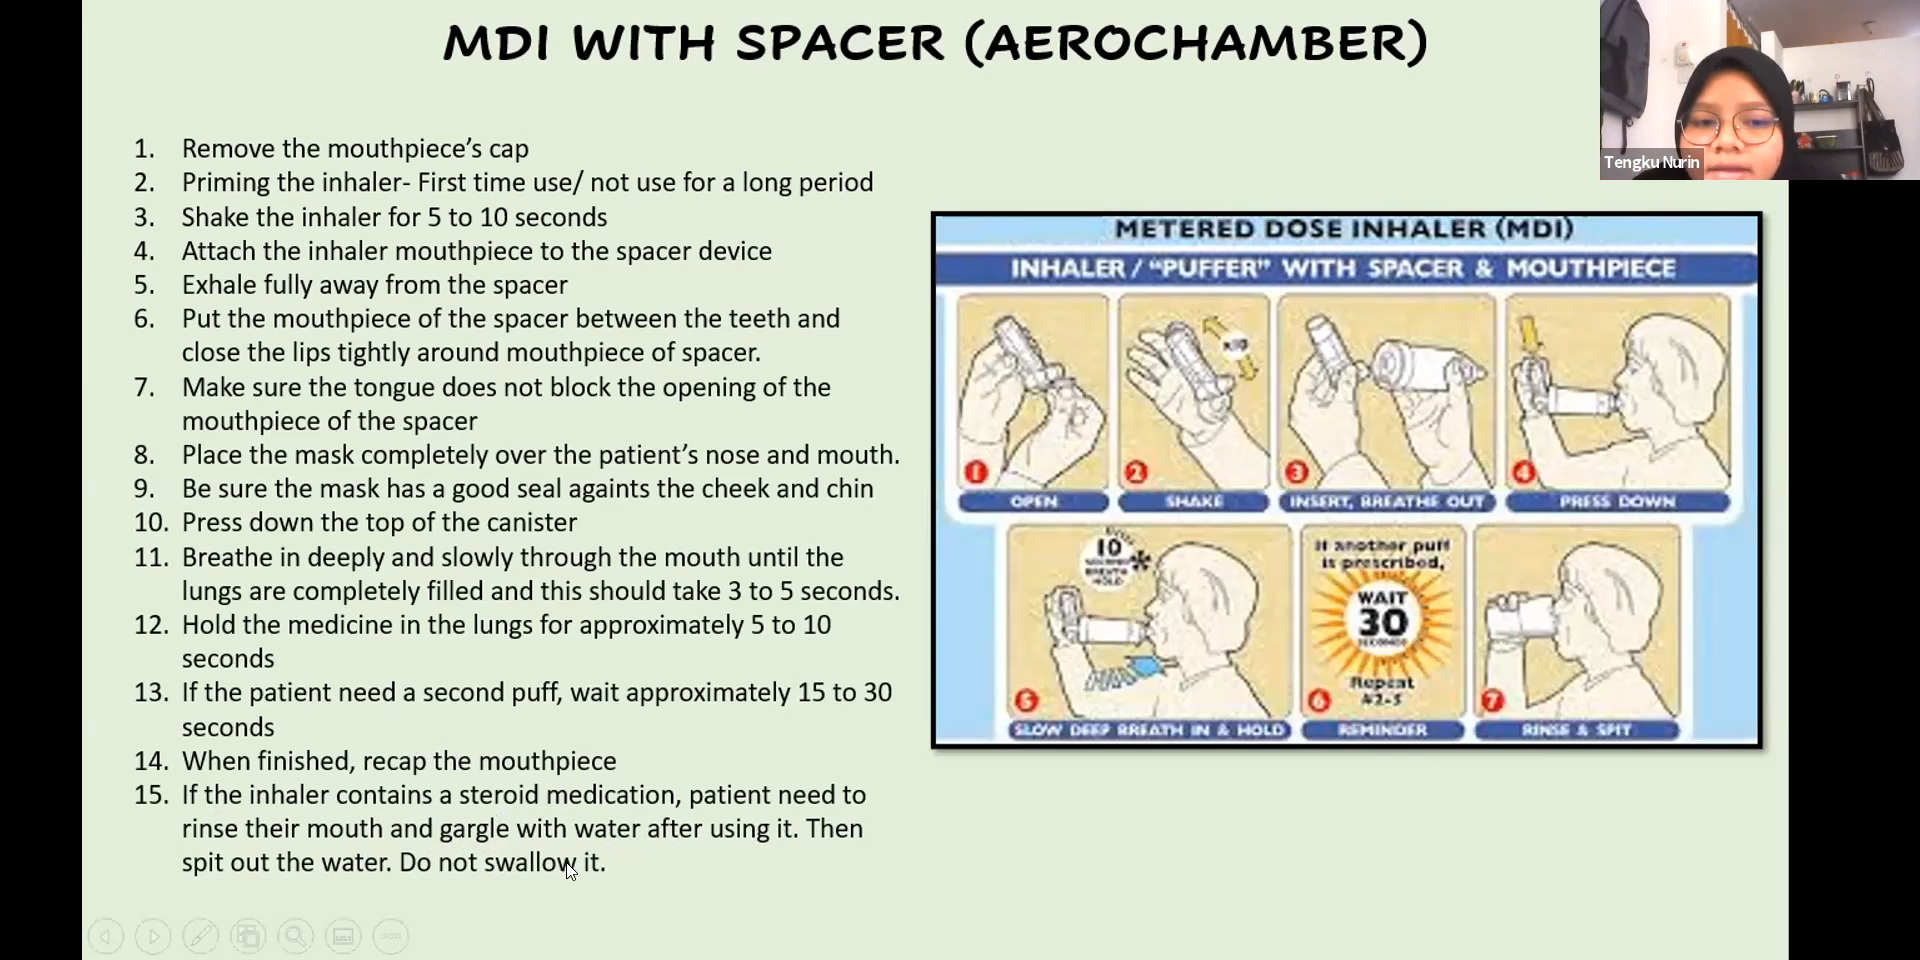 MDI WITH SPACER (AEROCHAMBER)
Tengku Nurin
1. Remove the mouthpiece’s cap
2. Priming the inhaler- First time use/ not use for a long period
3. Shake the inhaler for 5 to 10 seconds
4. Attach the inhaler mouthpiece to the spacer device
5. Exhale fully away from the spacer
6. Put the mouthpiece of the spacer between the teeth and
close the lips tightly around mouthpiece of spacer.
7. Make sure the tongue does not block the opening of the
mouthpiece of the spacer
8. Place the mask completely over the patient’s nose and mouth.
9. Be sure the mask has a good seal againts the cheek and chin
10. Press down the top of the canister
11. Breathe in deeply and slowly through the mouth until the
lungs are completely filled and this should take 3 to 5 seconds.
12. Hold the medicine in the lungs for approximately 5 to 10
seconds
13. If the patient need a second puff, wait approximately 15 to 30
seconds
14. When finished, recap the mouthpiece
15. If the inhaler contains a steroid medication, patient need to
rinse their mouth and gargle with water after using it. Then
spit out the water. Do not swallow it.
METERED DOSE INHALER (MDI)
INHALER / “PUFFER” WITH SPACER & MOUTHPIECE
1
OPEN
x10
2
SHAKE
3
INSERT, BREATHE OUT
4
PRESS DOWN
10
BREATH
HOLD
5
SLOW DEEP BREATH IN & HOLD
If another puff
is prescribed,
WAIT
30
SECONDS
Repeat
#2-5
6
REMINDER
7
RINSE & SPIT